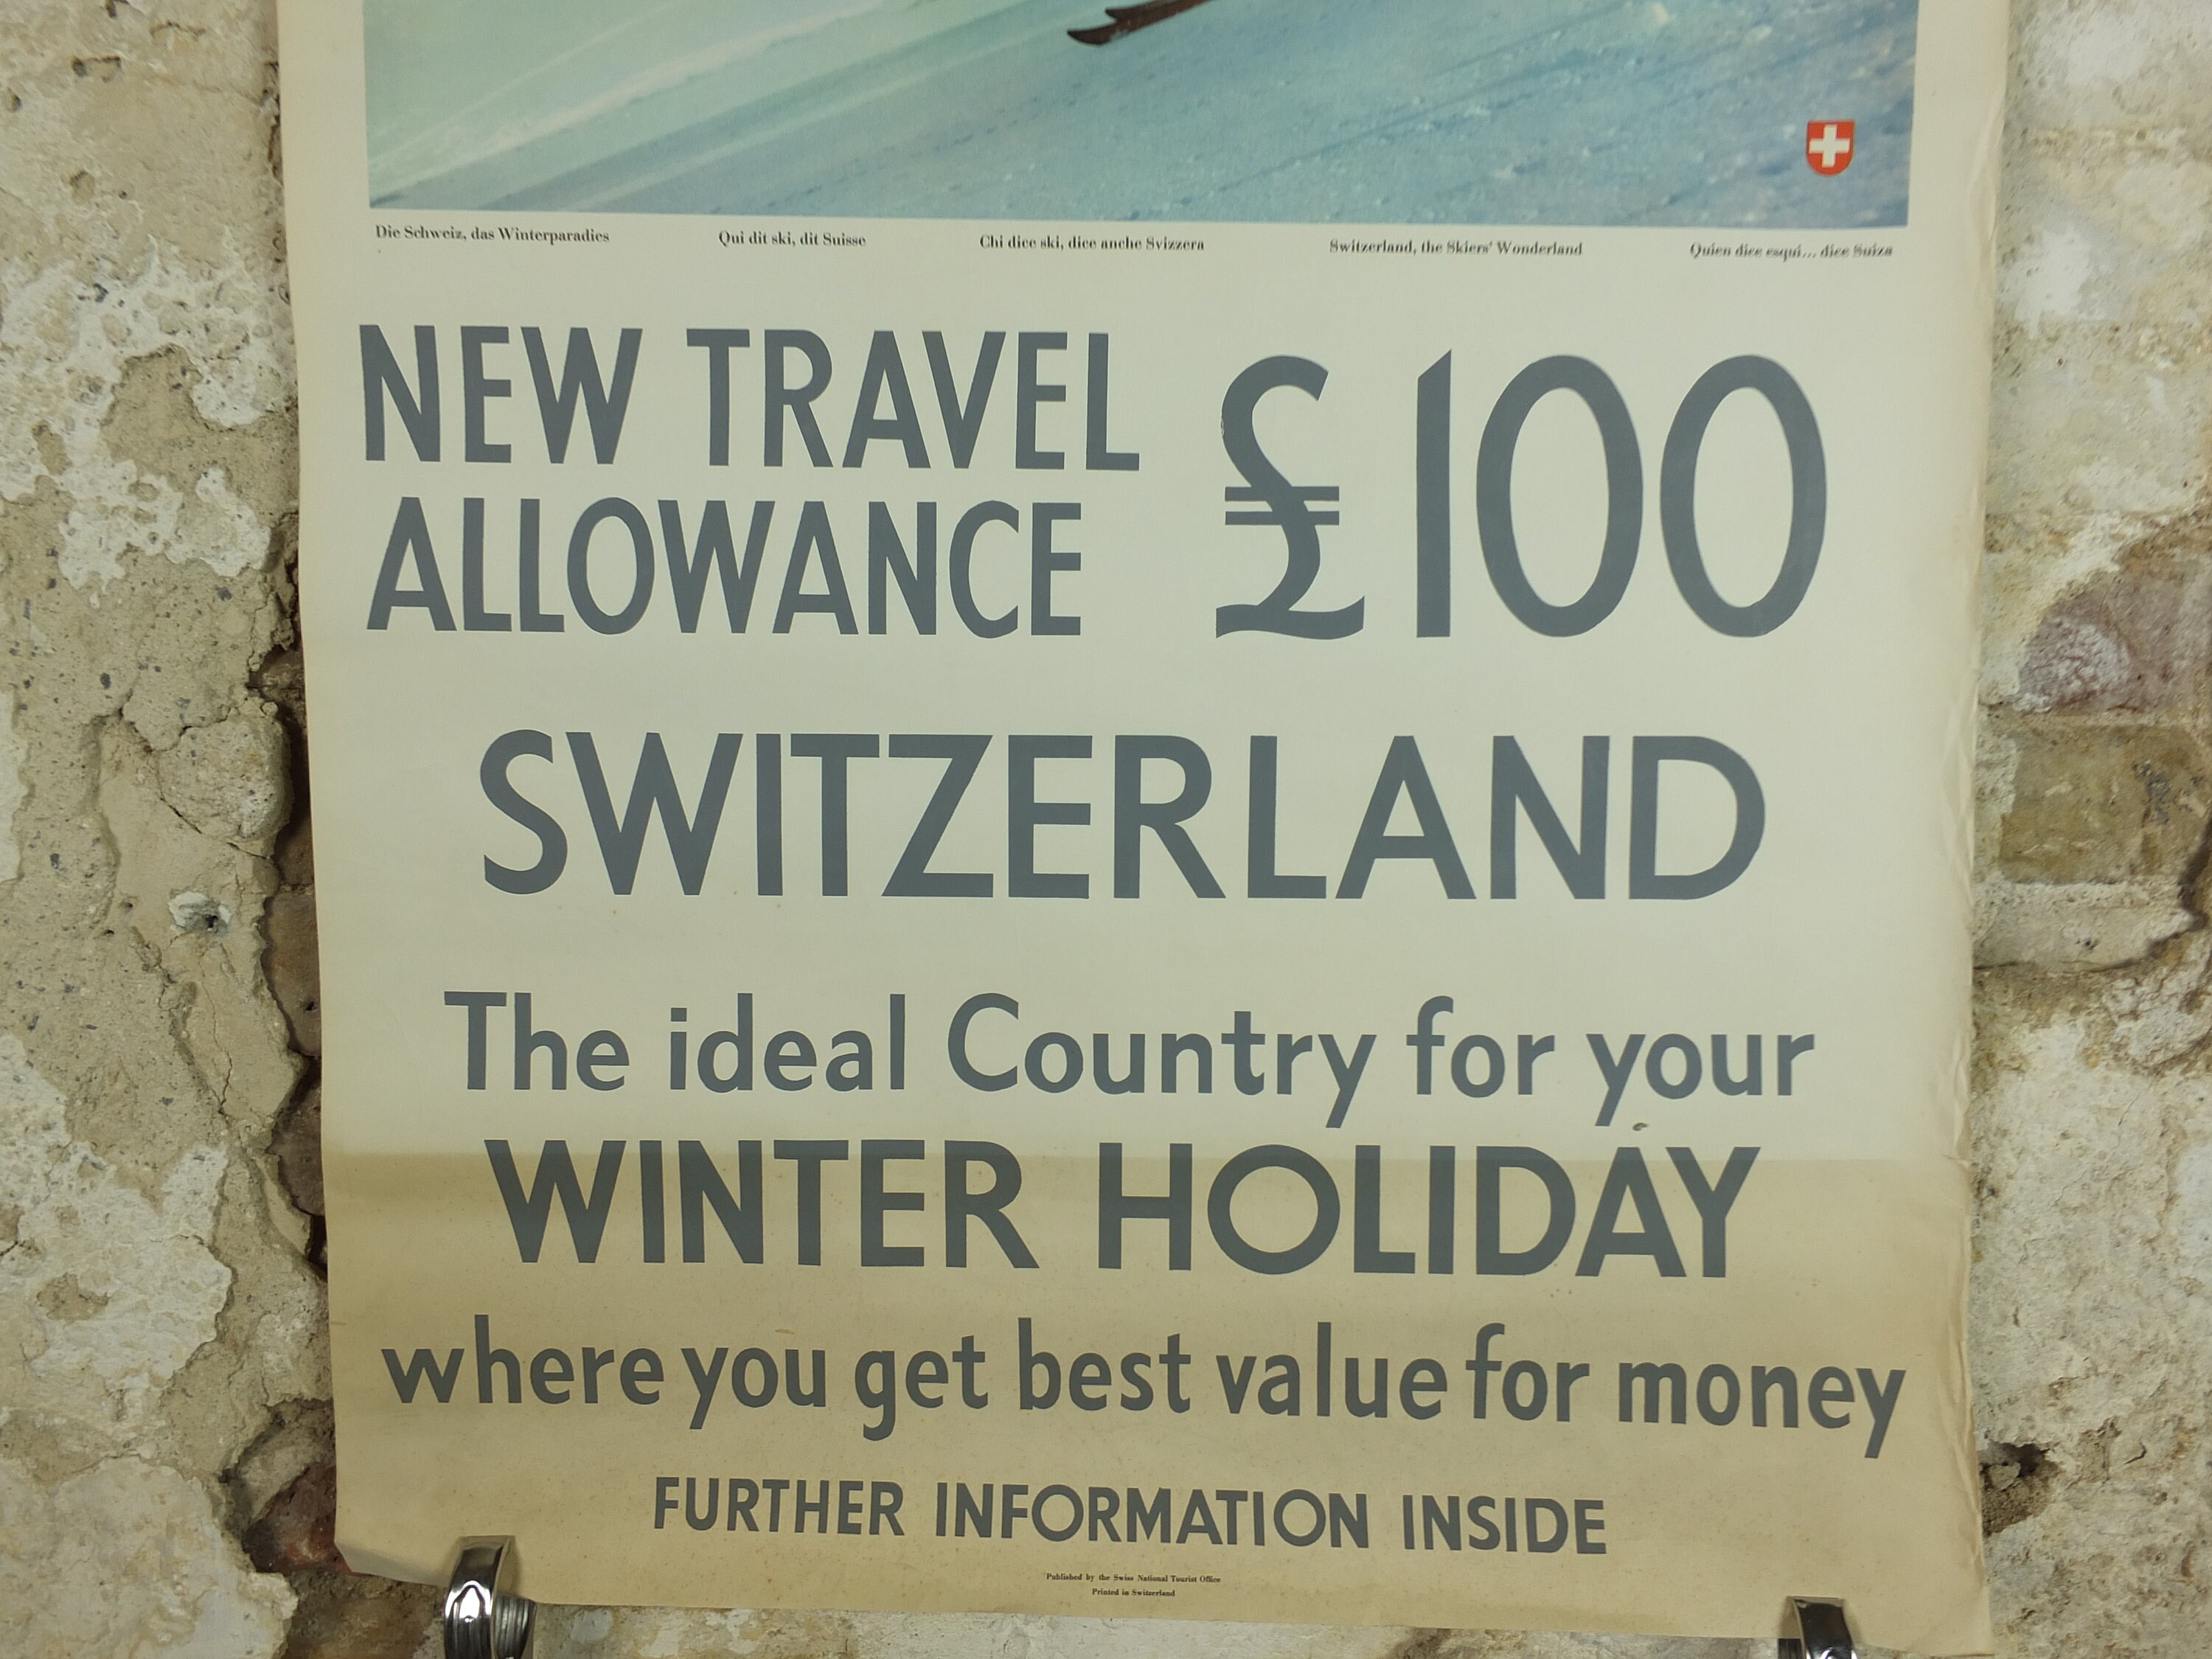 Die Schweiz, das Winterparadies Qui dit ski, dit Suisse Chi dice ski, dice anche Svizzera Switzerland, the Skiers' Wonderland Quien dice esquí... dice Suiza
NEW TRAVEL
ALLOWANCE £100
SWITZERLAND
The ideal Country for your
WINTER HOLIDAY
where you get best value for money
FURTHER INFORMATION INSIDE
Published by the Swiss National Tourist Office
Printed in Switzerland